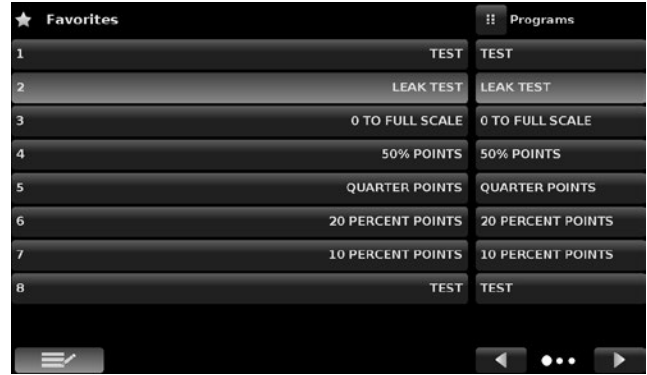 Favorites Programs
1 TEST TEST
2 LEAK TEST LEAK TEST
3 0 TO FULL SCALE 0 TO FULL SCALE
4 50% POINTS 50% POINTS
5 QUARTER POINTS QUARTER POINTS
6 20 PERCENT POINTS 20 PERCENT POINTS
7 10 PERCENT POINTS 10 PERCENT POINTS
8 TEST TEST